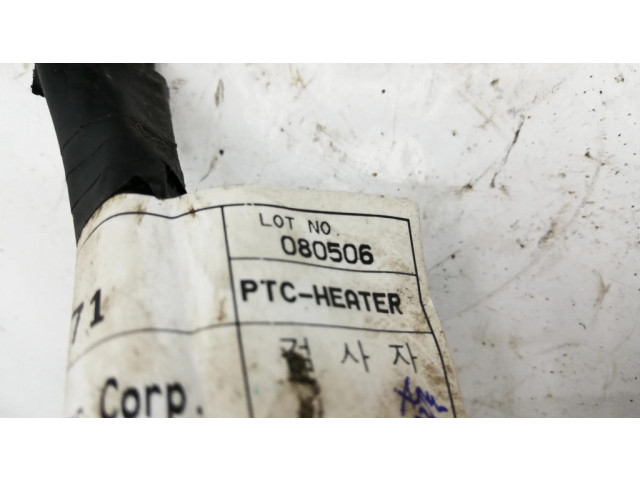 LOT NO.
080506
71
PTC-HEATER
검 사 자
Corp.